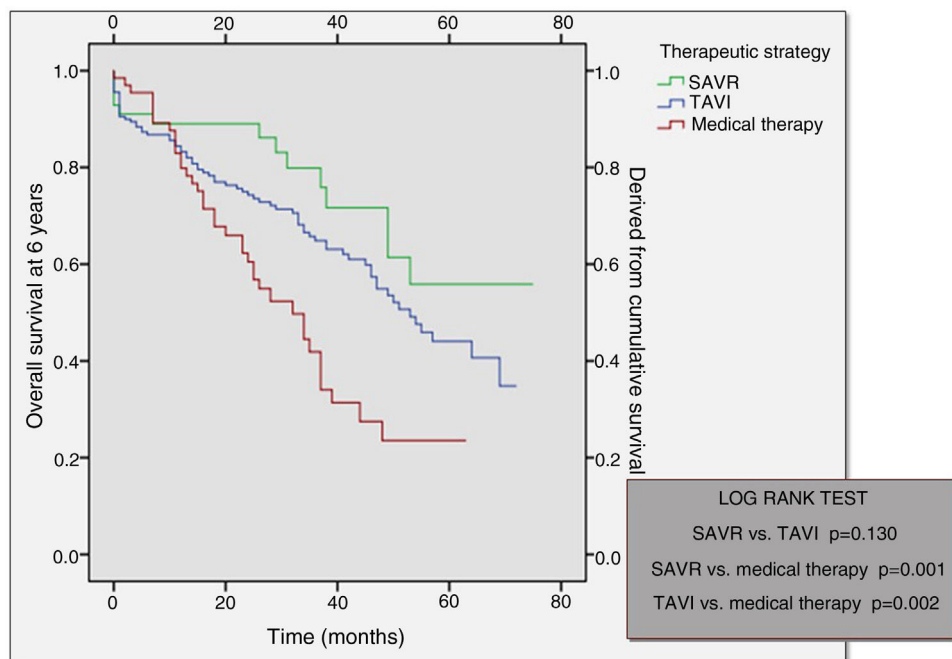 0 20 40 60 80
Therapeutic strategy
SAVR
TAVI
Medical therapy
1.0 1.0
0.8 0.8
0.6 0.6
0.4 0.4
0.2 0.2
0.0 0.0
Overall survival at 6 years
Derived from cumulative survival
0 20 40 60 80
Time (months)
LOG RANK TEST
SAVR vs. TAVI p=0.130
SAVR vs. medical therapy p=0.001
TAVI vs. medical therapy p=0.002